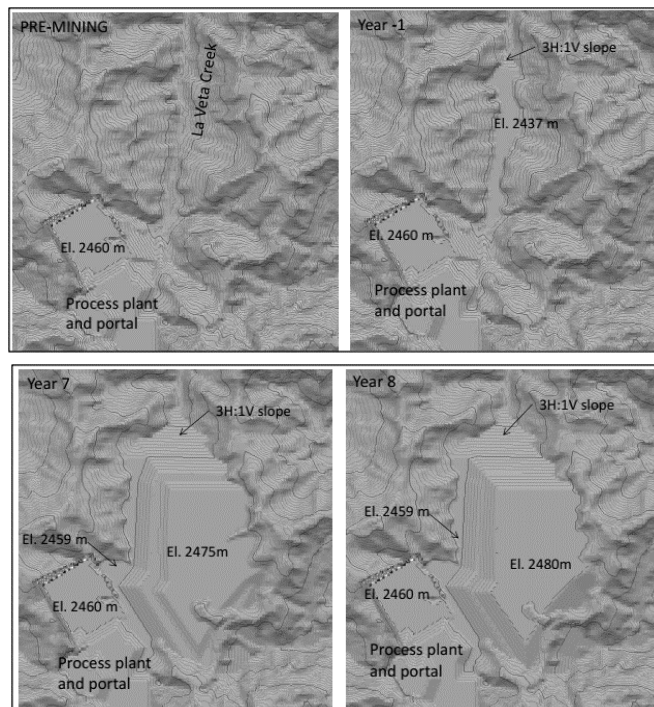 PRE-MINING
La Veta Creek
El. 2460 m
Process plant
and portal
Year -1
3H:1V slope
El. 2437 m
El. 2460 m
Process plant
and portal
Year 7
3H:1V slope
El. 2459 m
El. 2475m
El. 2460 m
Process plant
and portal
Year 8
3H:1V slope
El. 2459 m
El. 2480m
El. 2460 m
Process plant
and portal